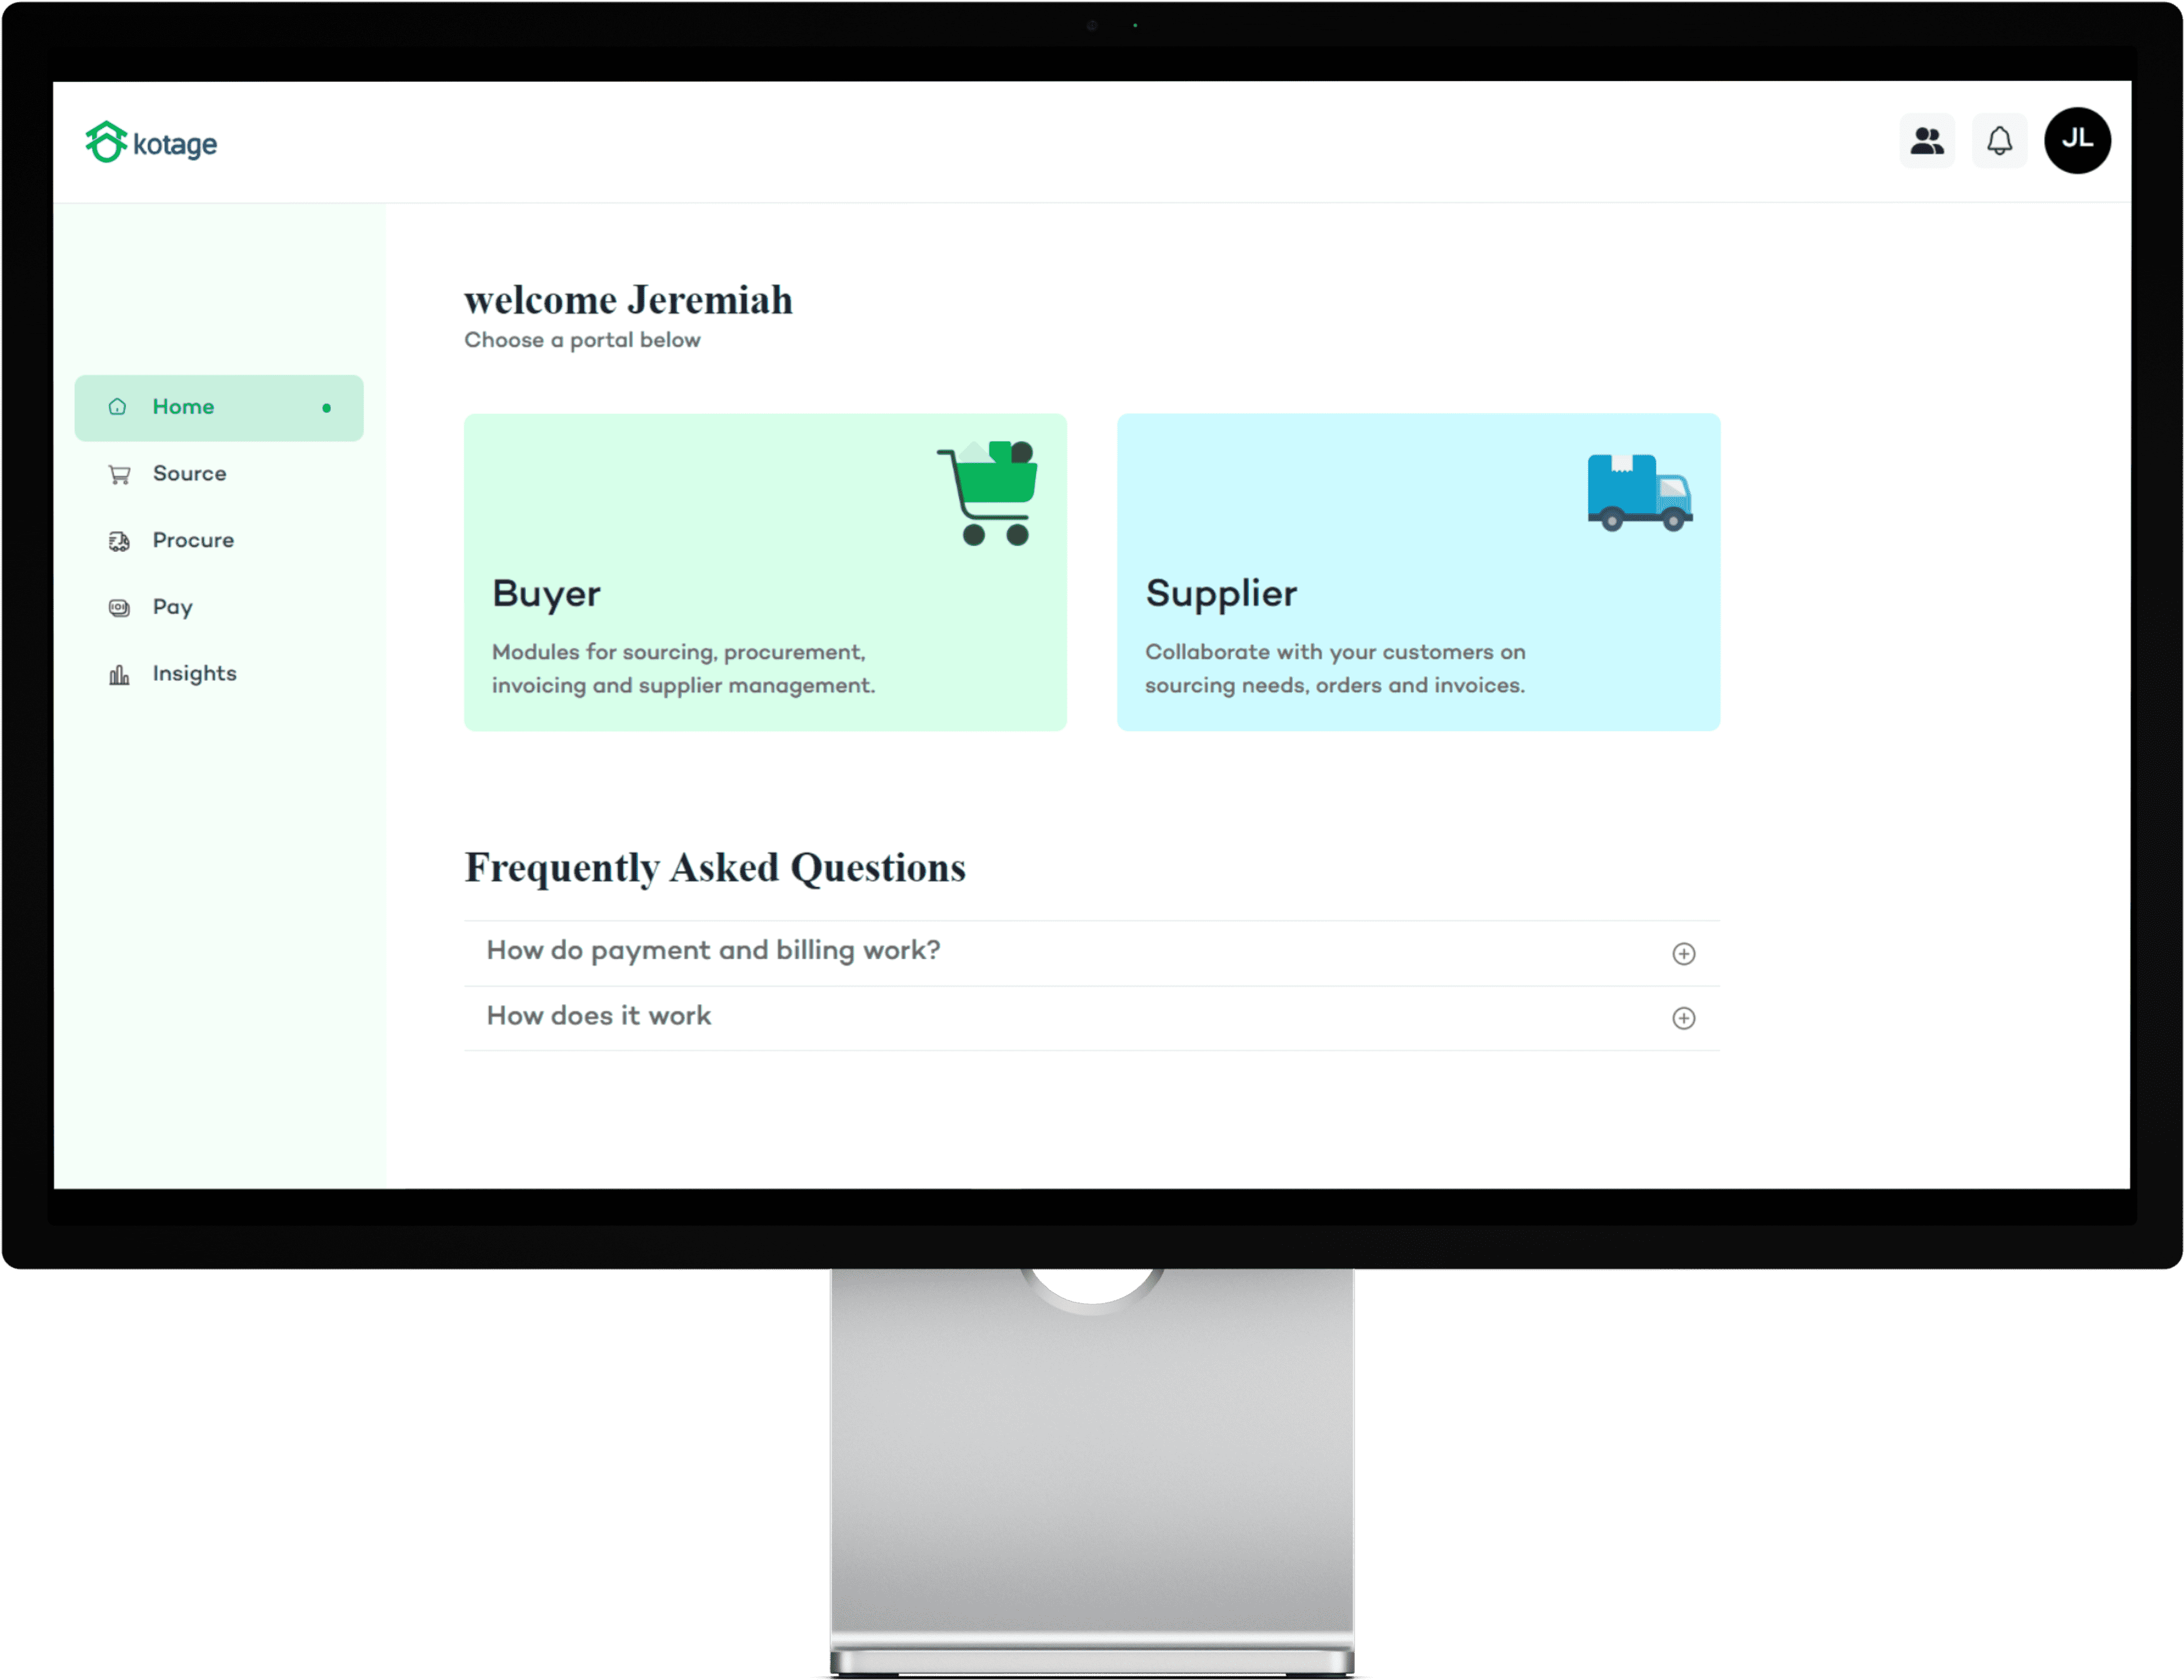 kotage
JL
welcome Jeremiah
Choose a portal below
Home
Source
Procure
Pay
Insights
Buyer
Modules for sourcing, procurement,
invoicing and supplier management.
Supplier
Collaborate with your customers on
sourcing needs, orders and invoices.
Frequently Asked Questions
How do payment and billing work?
How does it work